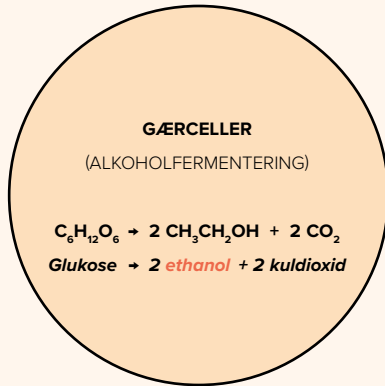 GÆRCELLER
(ALKOHOLFERMENTERING)
C₆H₁₂O₆ → 2 CH₃CH₂OH + 2 CO₂
Glukose → 2 ethanol + 2 kuldioxid